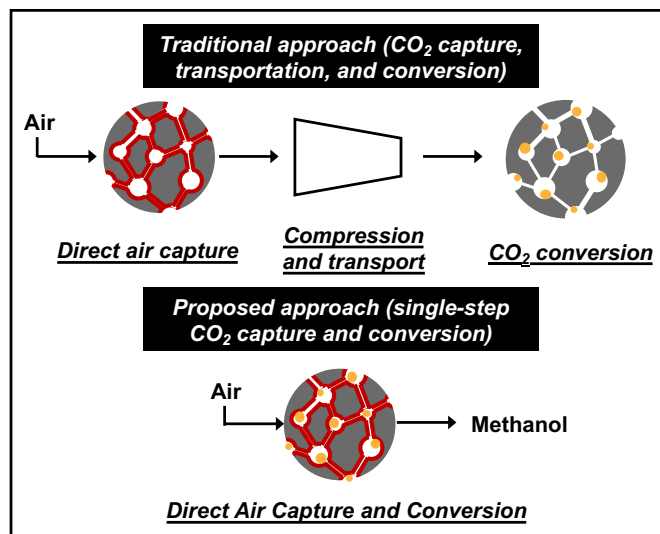 Traditional approach (CO₂ capture,
transportation, and conversion)
Air
Direct air capture
Compression
and transport
CO₂ conversion
Proposed approach (single-step
CO₂ capture and conversion)
Air
Methanol
Direct Air Capture and Conversion